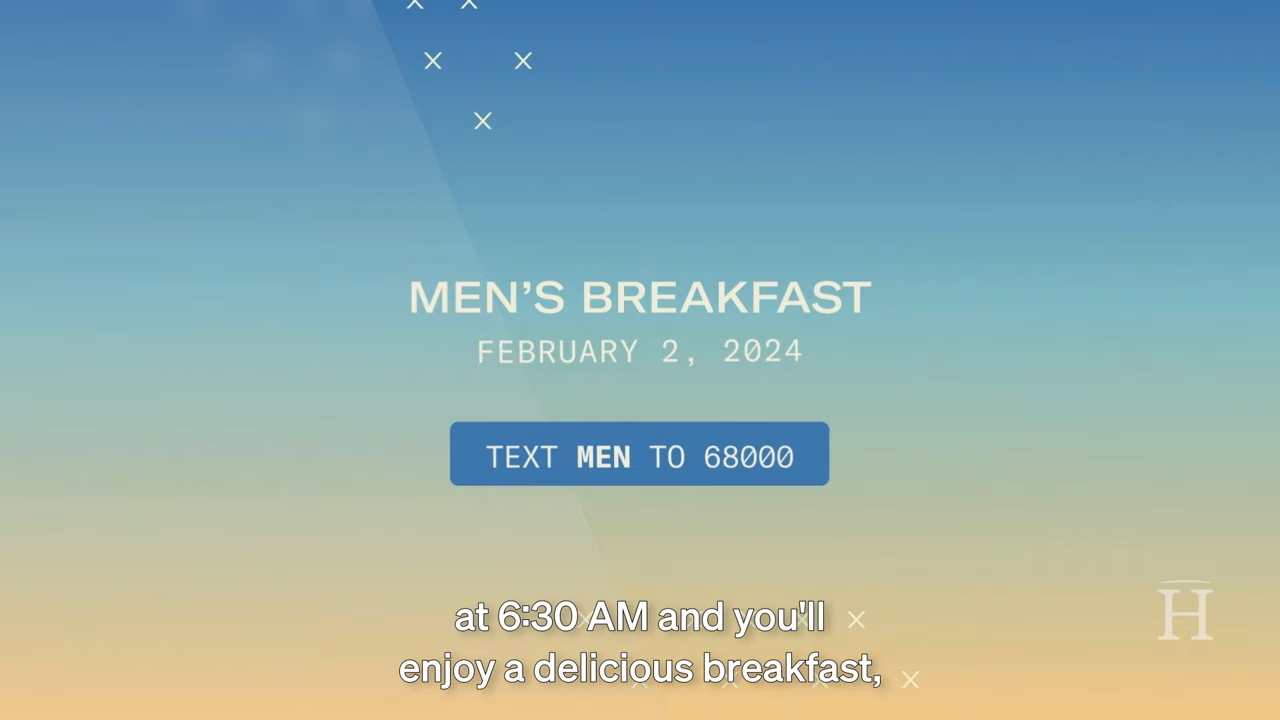 MEN'S BREAKFAST
FEBRUARY 2, 2024
TEXT MEN TO 68000
at 6:30 AM and you'll
enjoy a delicious breakfast,
H